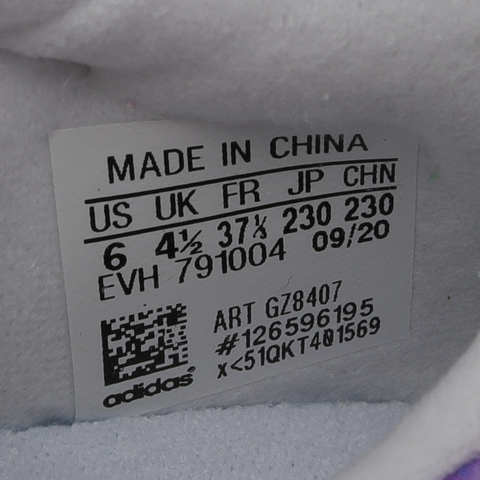 MADE IN CHINA
US UK FR JP CHN
6 4½ 37⅓ 230 230
EVH 791004 09/20
ART GZ8407
#126596195
x<51QKT401569
adidas